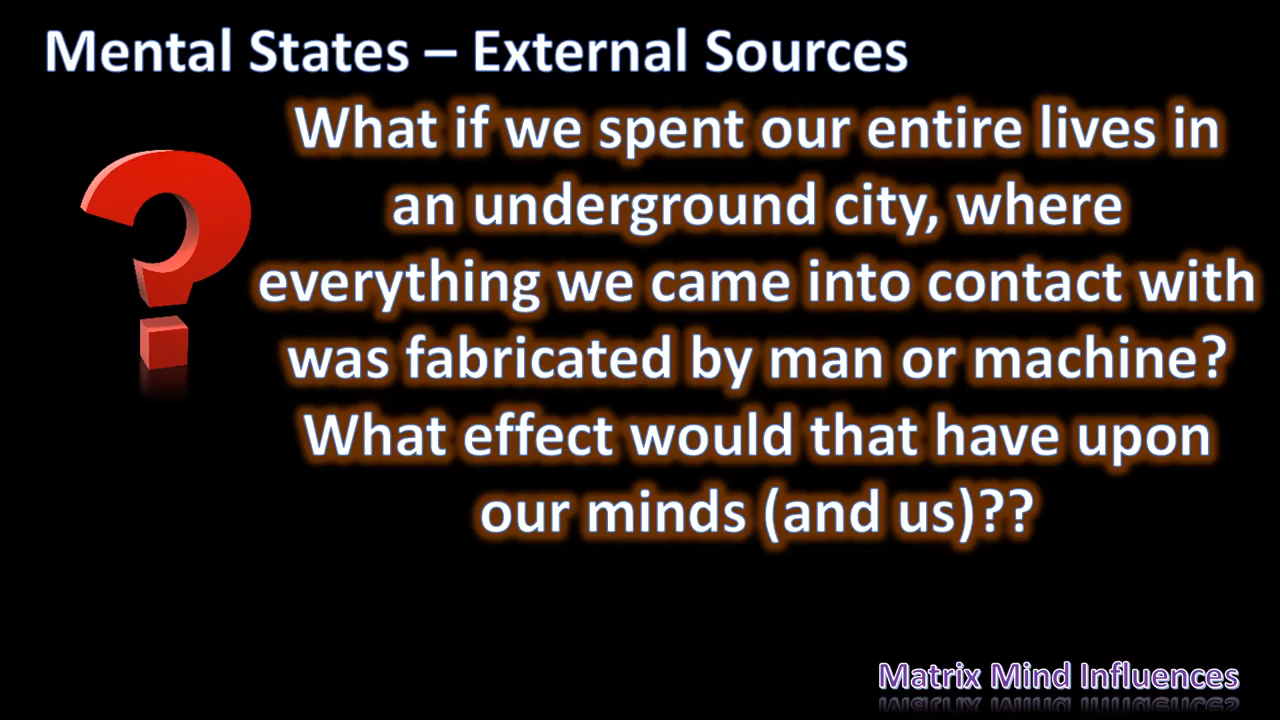 Mental States – External Sources
What if we spent our entire lives in
an underground city, where
everything we came into contact with
was fabricated by man or machine?
What effect would that have upon
our minds (and us)??
Matrix Mind Influences